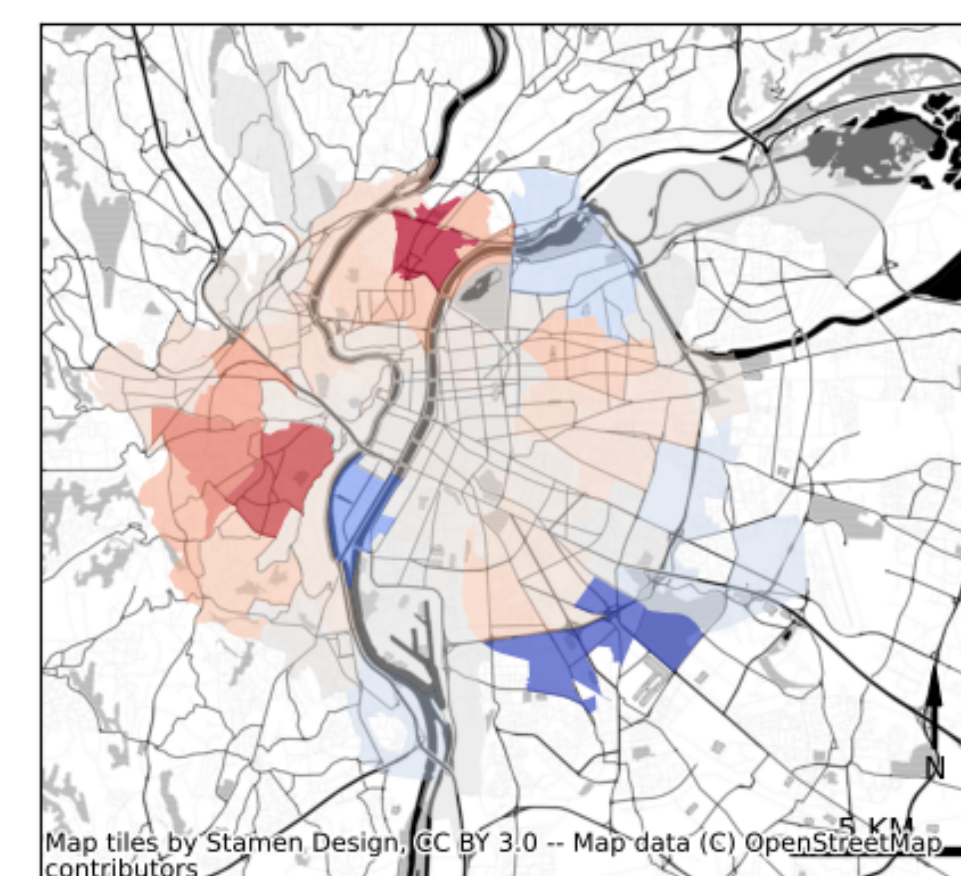 N
5 KM
Map tiles by Stamen Design, CC BY 3.0 -- Map data (C) OpenStreetMap
contributors